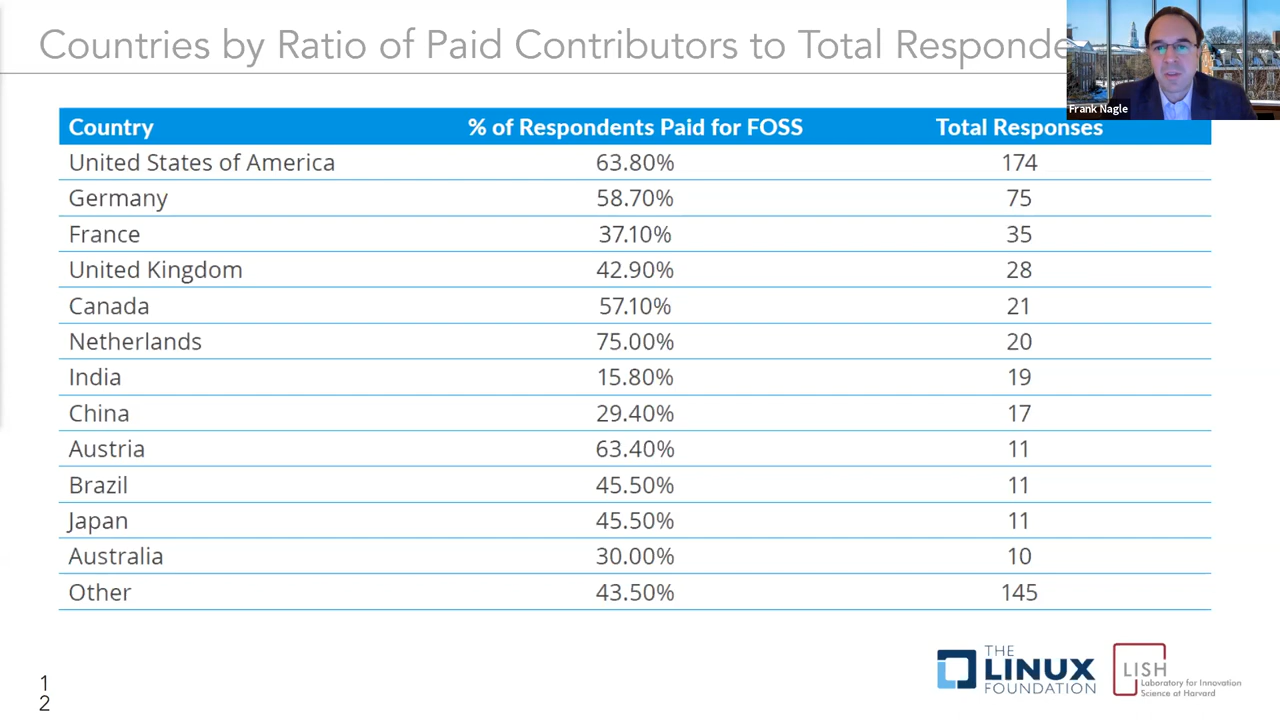 Countries by Ratio of Paid Contributors to Total
Frank Nagle
Country % of Respondents Paid for FOSS Total Responses
United States of America 63.80% 174
Germany 58.70% 75
France 37.10% 35
United Kingdom 42.90% 28
Canada 57.10% 21
Netherlands 75.00% 20
India 15.80% 19
China 29.40% 17
Austria 63.40% 11
Brazil 45.50% 11
Japan 45.50% 11
Australia 30.00% 10
Other 43.50% 145
THE
LINUX
FOUNDATION
LISH
Laboratory for Innovation
Science at Harvard
1
2